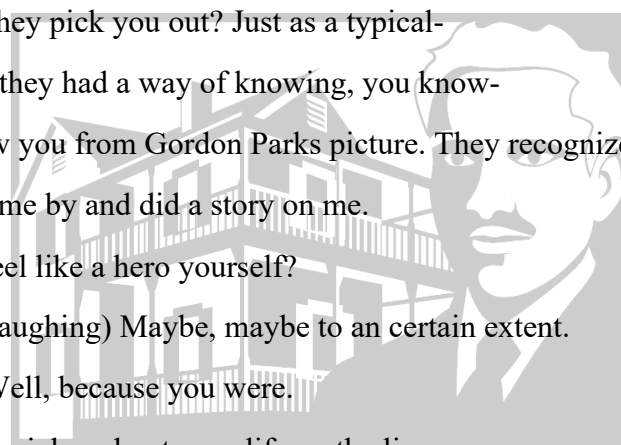 hey pick you out? Just as a typical-
they had a way of knowing, you know-
you from Gordon Parks picture. They recognize
me by and did a story on me.
eel like a hero yourself?
aughing) Maybe, maybe to an certain extent.
Well, because you were.